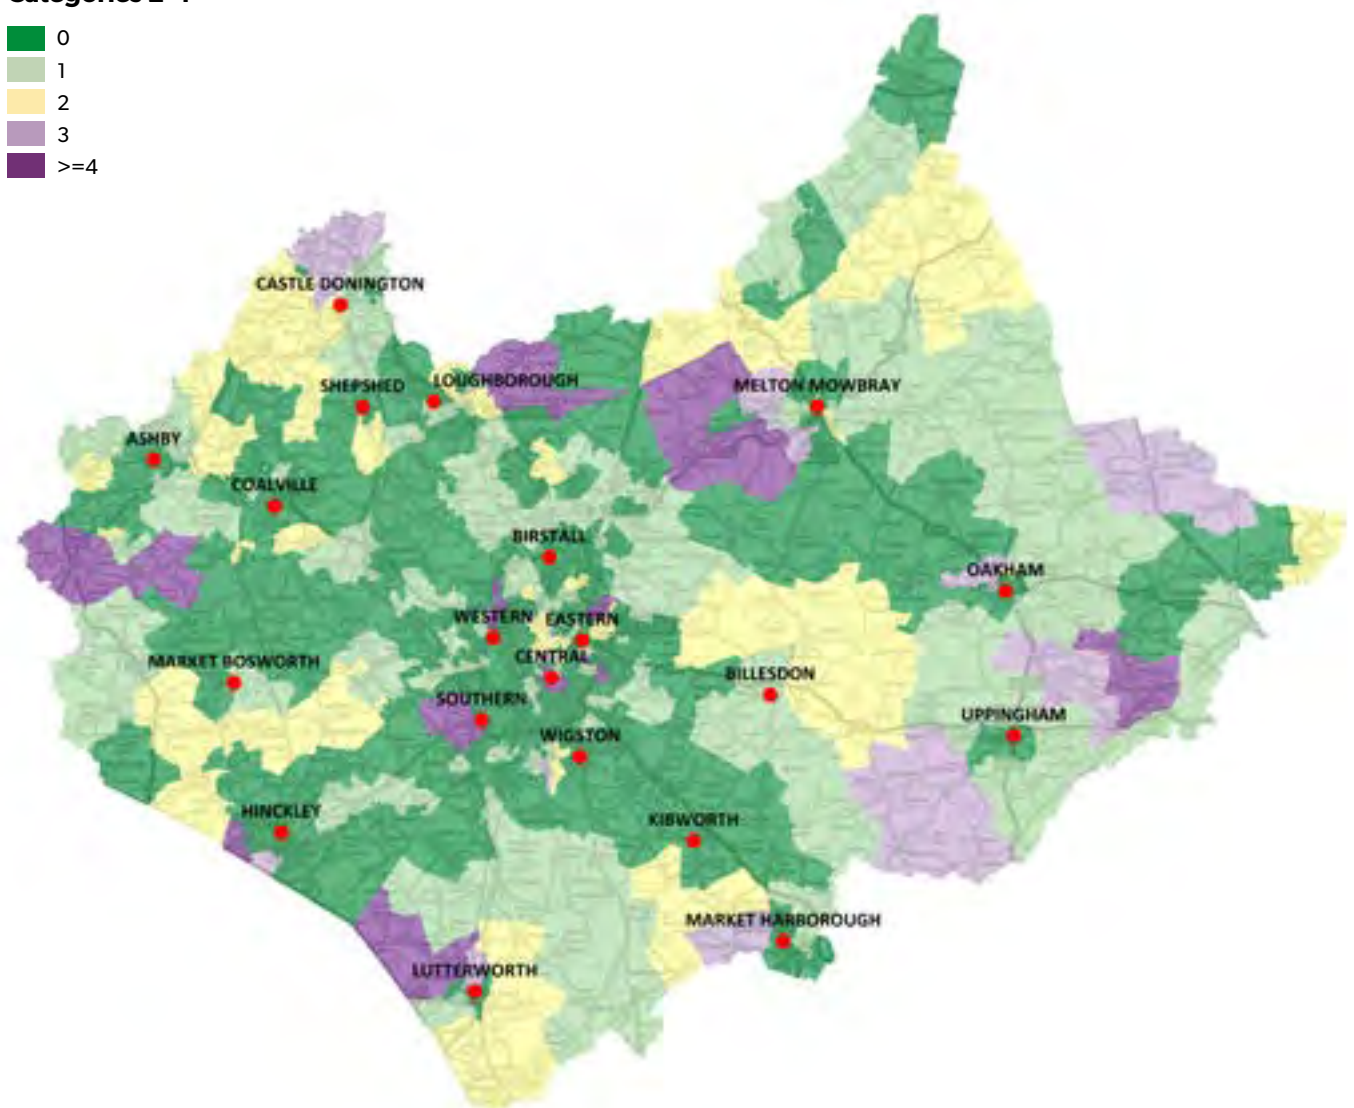 0
1
2
3
>=4
CASTLE DONINGTON
SHEPSHED
LOUGHBOROUGH
MELTON MOWBRAY
ASHBY
COALVILLE
BIRSTALL
OAKHAM
WESTERN
EASTERN
CENTRAL
MARKET BOSWORTH
BILLESDON
SOUTHERN
UPPINGHAM
WIGSTON
HINCKLEY
KIBWORTH
MARKET HARBOROUGH
LUTTERWORTH